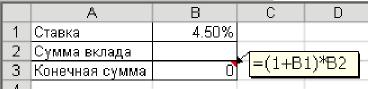 A B C D
1 Ставка 4.50%
2 Сумма вклада
3 Конечная сумма 0
=(1+B1)*B2